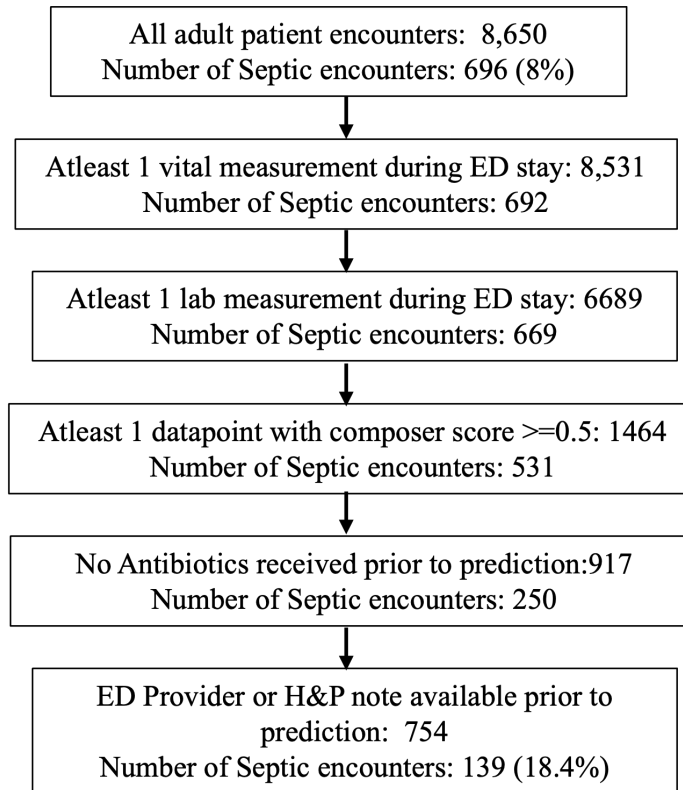 All adult patient encounters: 8,650
Number of Septic encounters: 696 (8%)
Atleast 1 vital measurement during ED stay: 8,531
Number of Septic encounters: 692
Atleast 1 lab measurement during ED stay: 6689
Number of Septic encounters: 669
Atleast 1 datapoint with composer score >=0.5: 1464
Number of Septic encounters: 531
No Antibiotics received prior to prediction:917
Number of Septic encounters: 250
ED Provider or H&P note available prior to
prediction: 754
Number of Septic encounters: 139 (18.4%)